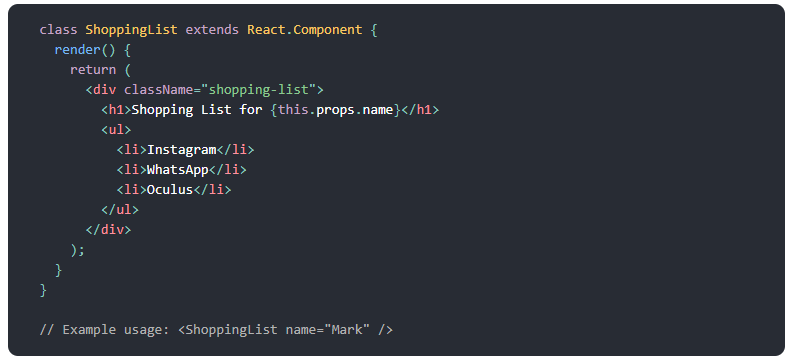 class ShoppingList extends React.Component {
  render() {
    return (
      <div className="shopping-list">
        <h1>Shopping List for {this.props.name}</h1>
        <ul>
          <li>Instagram</li>
          <li>WhatsApp</li>
          <li>Oculus</li>
        </ul>
      </div>
    );
  }
}

// Example usage: <ShoppingList name="Mark" />